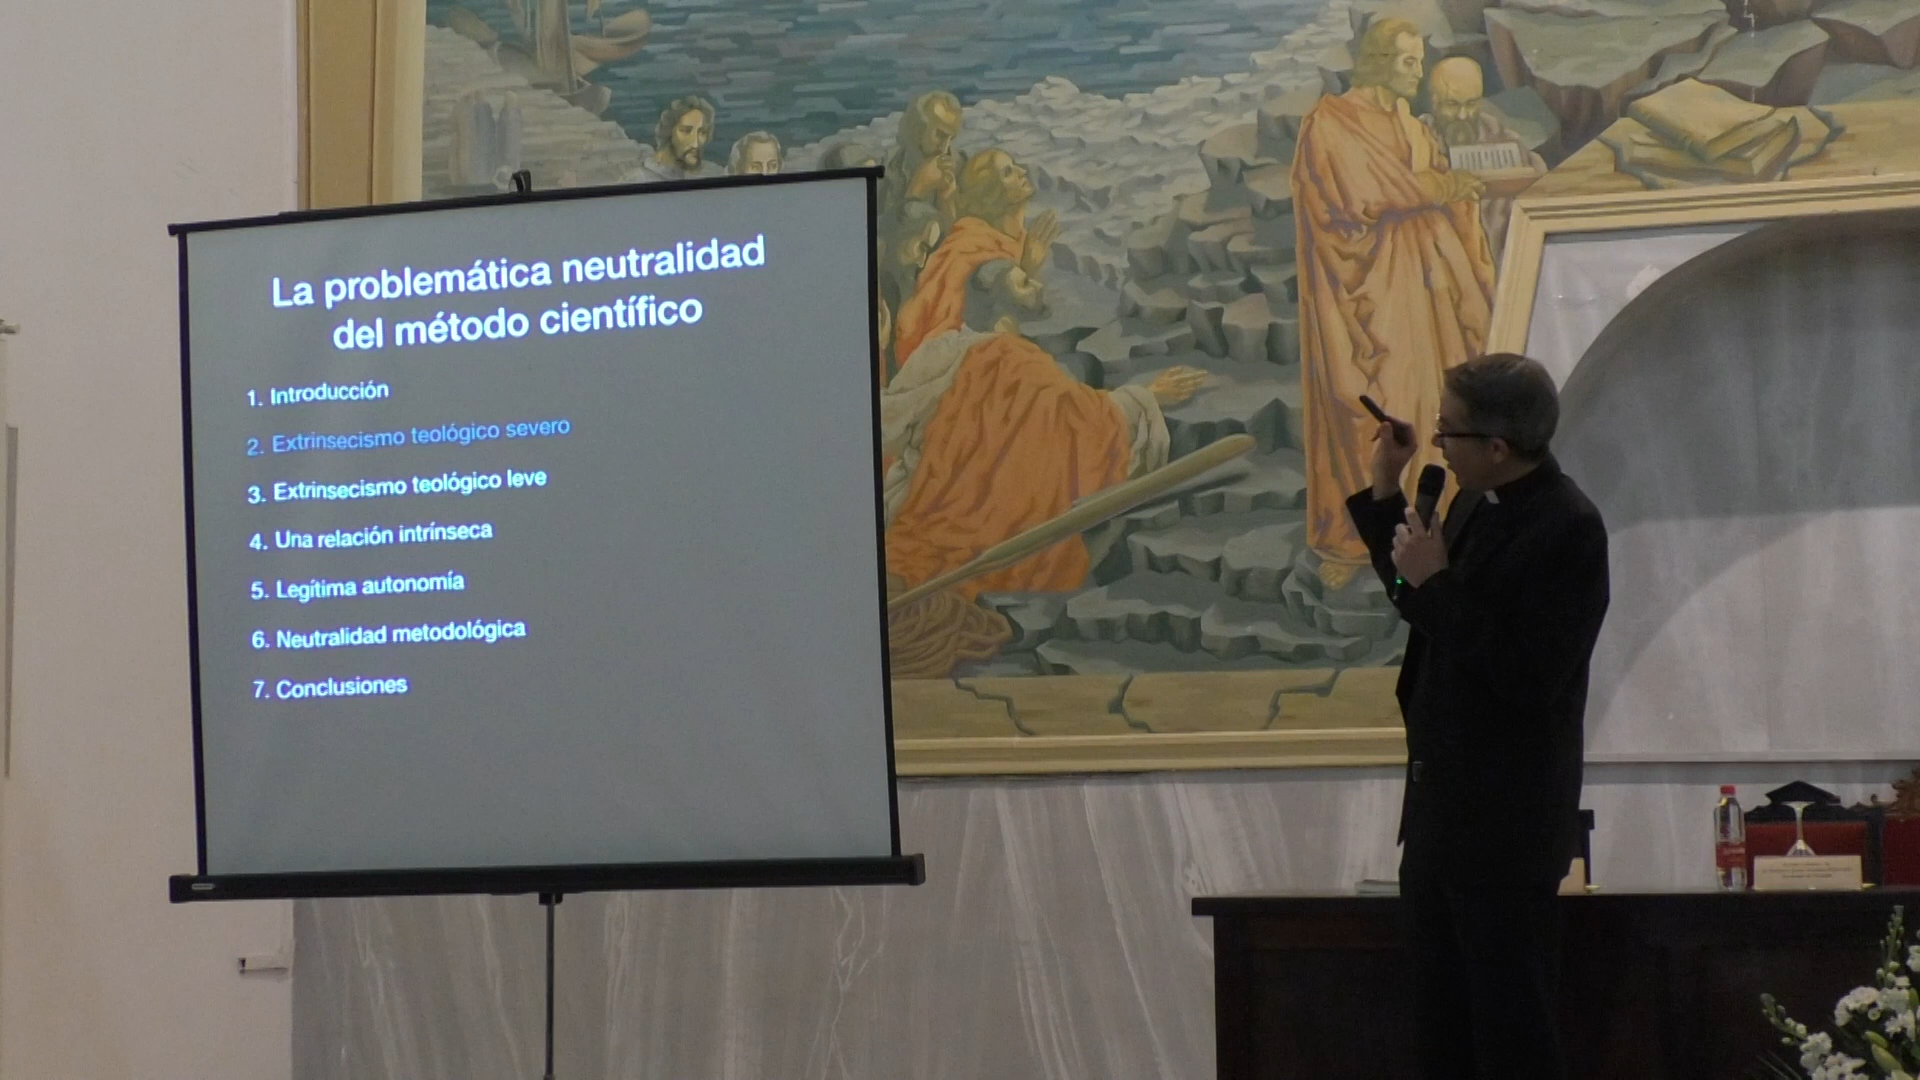 La problemática neutralidad
del método científico
1. Introducción
2. Extrinsecismo teológico severo
3. Extrinsecismo teológico leve
4. Una relación intrínseca
5. Legítima autonomía
6. Neutralidad metodológica
7. Conclusiones